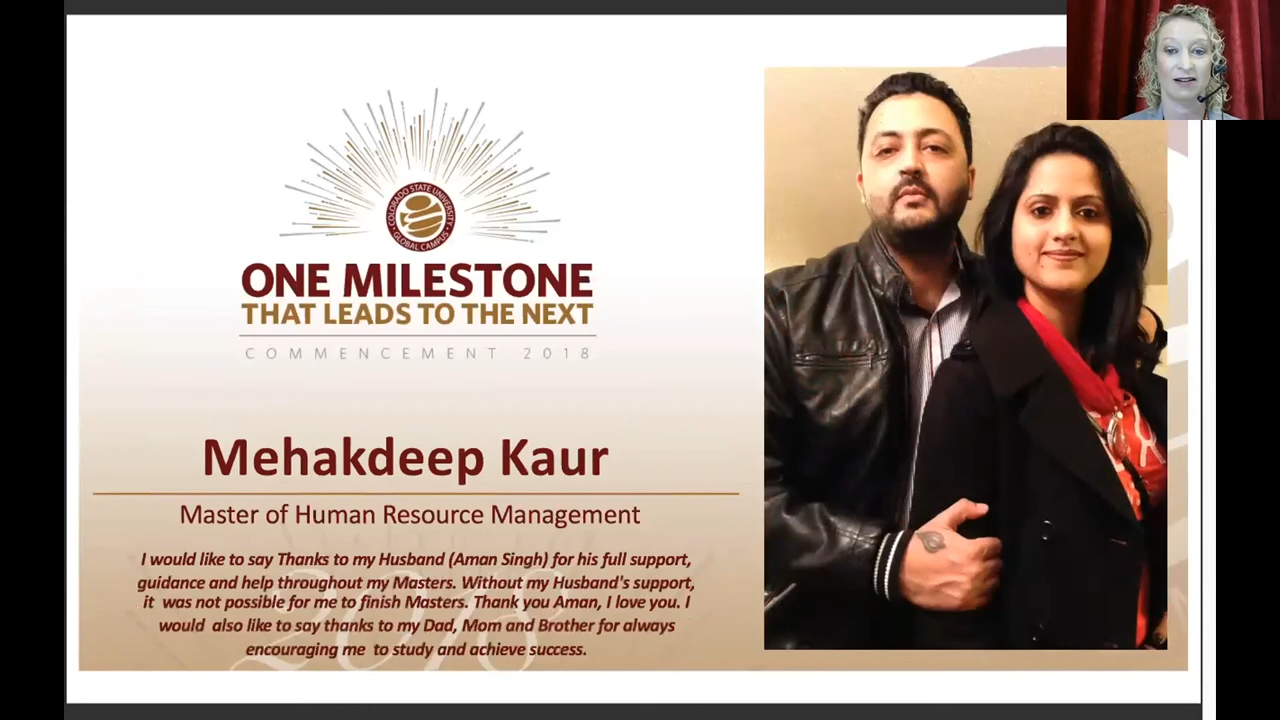 COLORADO STATE UNIVERSITY
GLOBAL CAMPUS
ONE MILESTONE
THAT LEADS TO THE NEXT
COMMENCEMENT 2018
Mehakdeep Kaur
Master of Human Resource Management
I would like to say Thanks to my Husband (Aman Singh) for his full support,
guidance and help throughout my Masters. Without my Husband's support,
it was not possible for me to finish Masters. Thank you Aman, I love you. I
would also like to say thanks to my Dad, Mom and Brother for always
encouraging me to study and achieve success.
2018